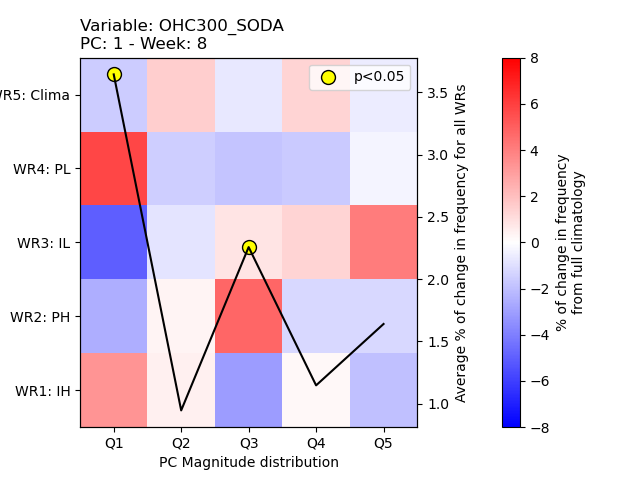 Variable: OHC300_SODA
PC: 1 - Week: 8
p<0.05
WR5: Clima
WR4: PL
WR3: IL
WR2: PH
WR1: IH
Q1 Q2 Q3 Q4 Q5
PC Magnitude distribution
3.5
3.0
2.5
2.0
1.5
1.0
Average % of change in frequency for all WRs
8
6
4
2
0
−2
−4
−6
−8
% of change in frequency
from full climatology